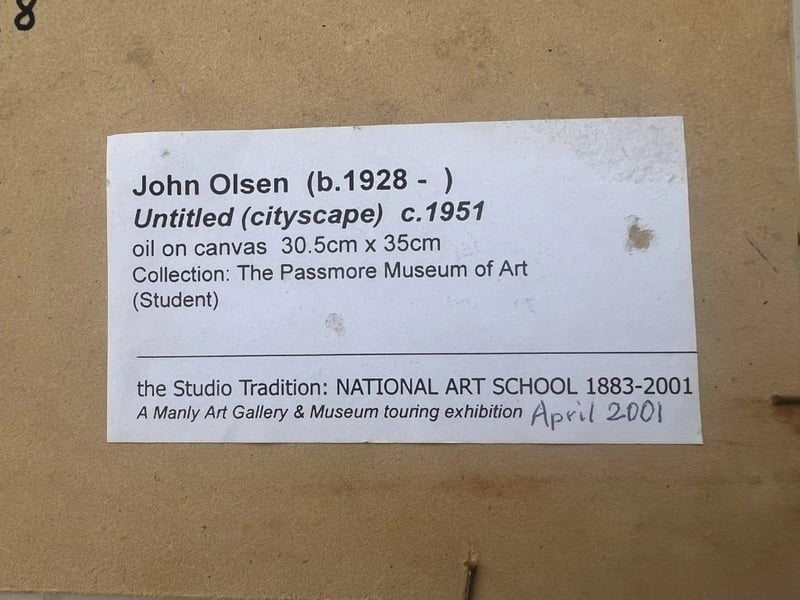 8
John Olsen (b.1928 - )
Untitled (cityscape) c.1951
oil on canvas 30.5cm x 35cm
Collection: The Passmore Museum of Art
(Student)
the Studio Tradition: NATIONAL ART SCHOOL 1883-2001
A Manly Art Gallery & Museum touring exhibition April 2001